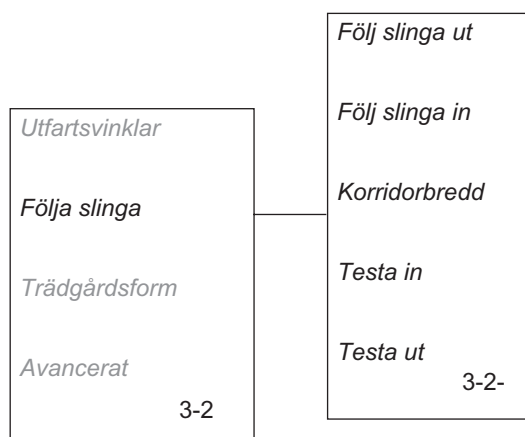 Utfartsvinklar
Följa slinga
Trädgårdsform
Avancerat
3-2
Följ slinga ut
Följ slinga in
Korridorbredd
Testa in
Testa ut
3-2-